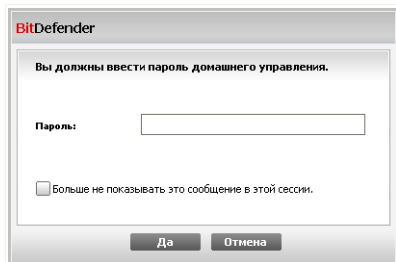 BitDefender
Вы должны ввести пароль домашнего управления.
Пароль:
Больше не показывать это сообщение в этой сессии.
Да Отмена